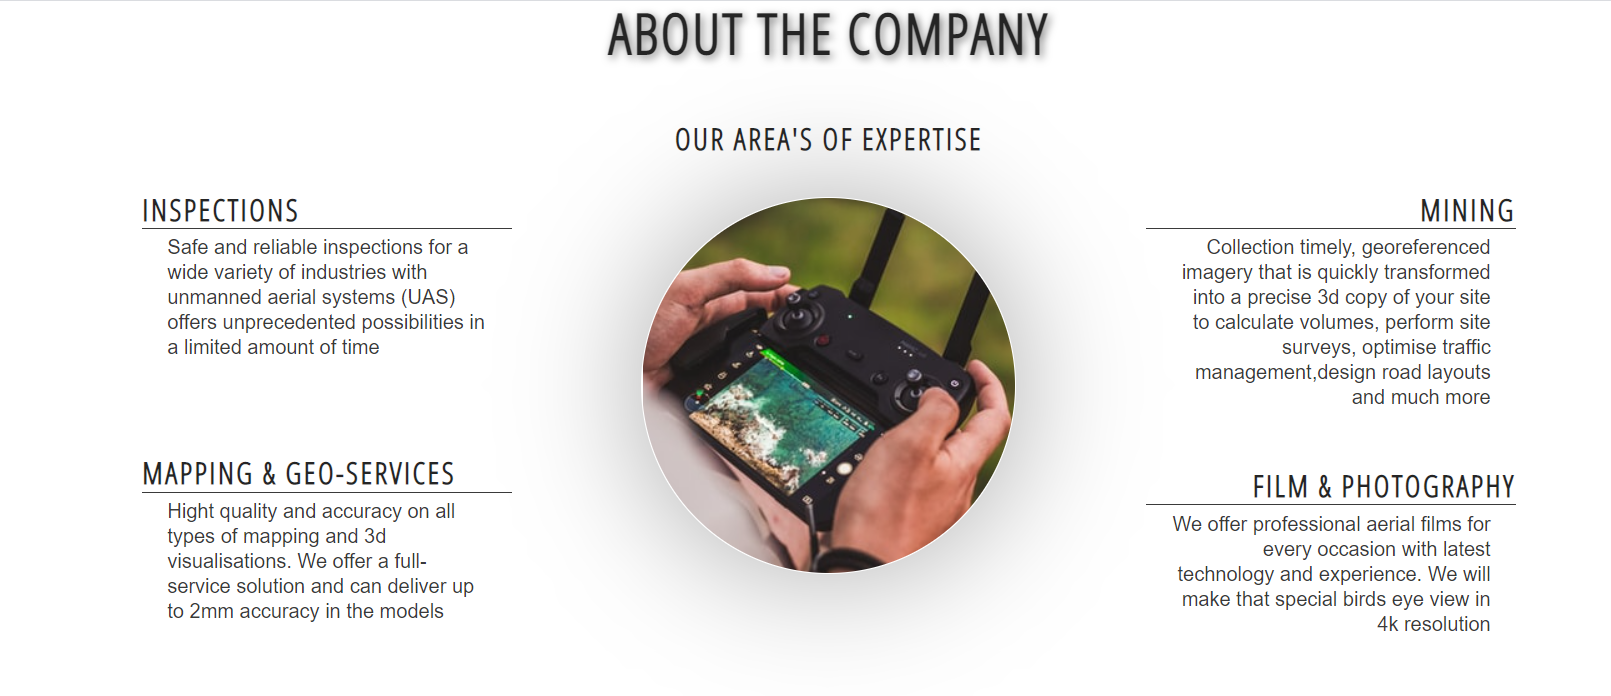 ABOUT THE COMPANY
OUR AREA'S OF EXPERTISE
INSPECTIONS
Safe and reliable inspections for a
wide variety of industries with
unmanned aerial systems (UAS)
offers unprecedented possibilities in
a limited amount of time
MAPPING & GEO-SERVICES
Hight quality and accuracy on all
types of mapping and 3d
visualisations. We offer a full-
service solution and can deliver up
to 2mm accuracy in the models
MINING
Collection timely, georeferenced
imagery that is quickly transformed
into a precise 3d copy of your site
to calculate volumes, perform site
surveys, optimise traffic
management,design road layouts
and much more
FILM & PHOTOGRAPHY
We offer professional aerial films for
every occasion with latest
technology and experience. We will
make that special birds eye view in
4k resolution